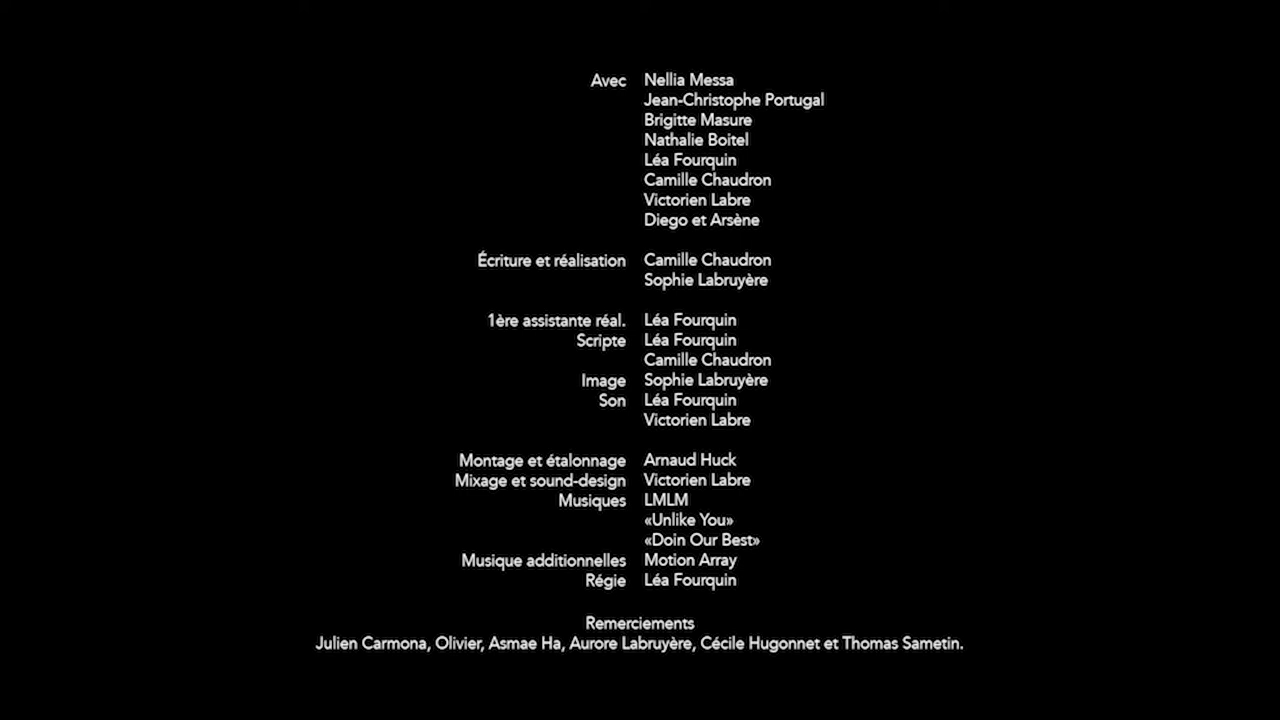 Avec Nellia Messa
Jean-Christophe Portugal
Brigitte Masure
Nathalie Boitel
Léa Fourquin
Camille Chaudron
Victorien Labre
Diego et Arsène
Écriture et réalisation Camille Chaudron
Sophie Labruyère
1ère assistante réal. Léa Fourquin
Scripte Léa Fourquin
Camille Chaudron
Image Sophie Labruyère
Son Léa Fourquin
Victorien Labre
Montage et étalonnage Arnaud Huck
Mixage et sound-design Victorien Labre
Musiques LMLM
«Unlike You»
«Doin Our Best»
Musique additionnelles Motion Array
Régie Léa Fourquin
Remerciements
Julien Carmona, Olivier, Asmae Ha, Aurore Labruyère, Cécile Hugonnet et Thomas Sametin.